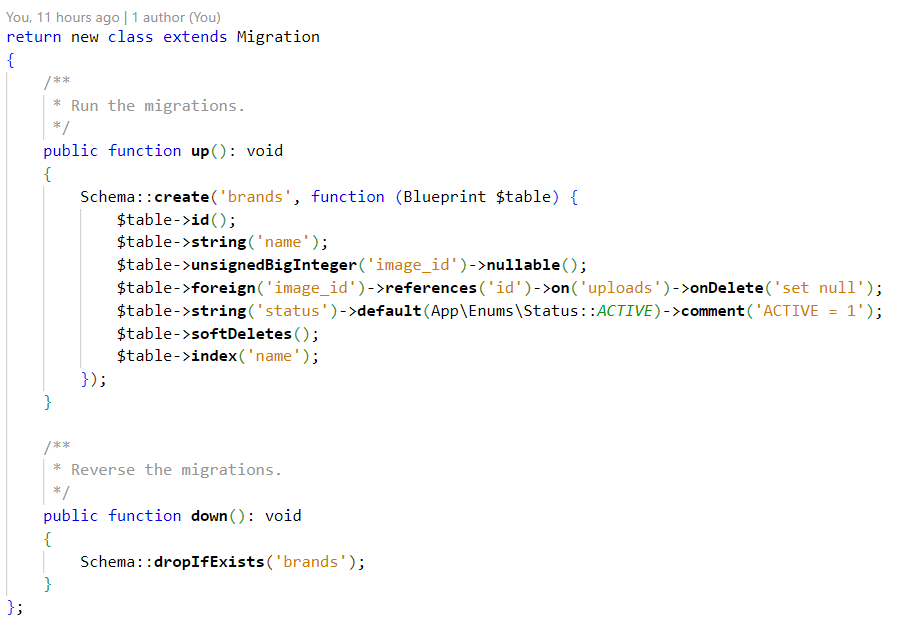 You, 11 hours ago | 1 author (You)
return new class extends Migration
{
    /**
     * Run the migrations.
     */
    public function up(): void
    {
        Schema::create('brands', function (Blueprint $table) {
            $table->id();
            $table->string('name');
            $table->unsignedBigInteger('image_id')->nullable();
            $table->foreign('image_id')->references('id')->on('uploads')->onDelete('set null');
            $table->string('status')->default(App\Enums\Status::ACTIVE)->comment('ACTIVE = 1');
            $table->softDeletes();
            $table->index('name');
        });
    }

    /**
     * Reverse the migrations.
     */
    public function down(): void
    {
        Schema::dropIfExists('brands');
    }
};